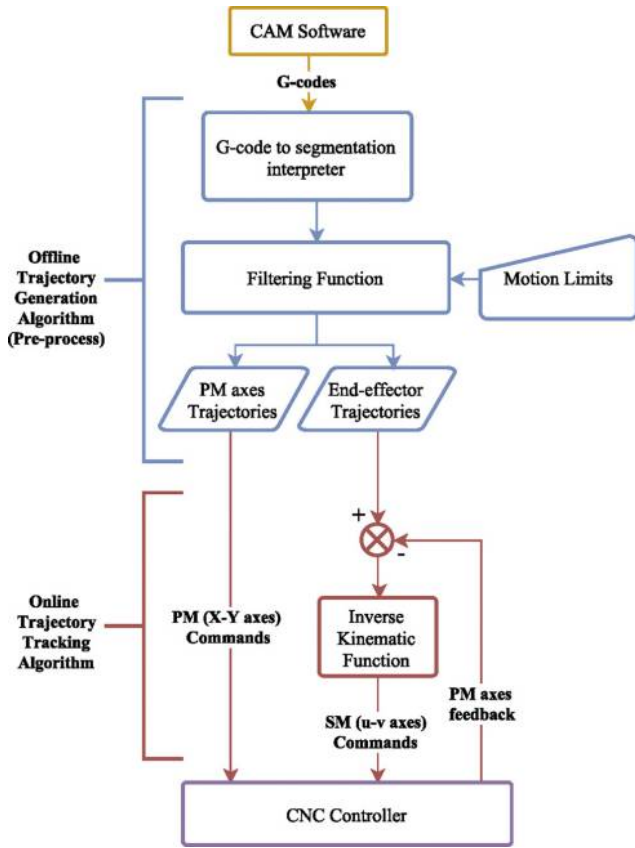 CAM Software
G-codes
G-code to segmentation
interpreter
Offline
Trajectory
Generation
Algorithm
(Pre-process)
Filtering Function
Motion Limits
PM axes
Trajectories
End-effector
Trajectories
+
-
Online
Trajectory
Tracking
Algorithm
PM (X-Y axes)
Commands
Inverse
Kinematic
Function
PM axes
feedback
SM (u-v axes)
Commands
CNC Controller